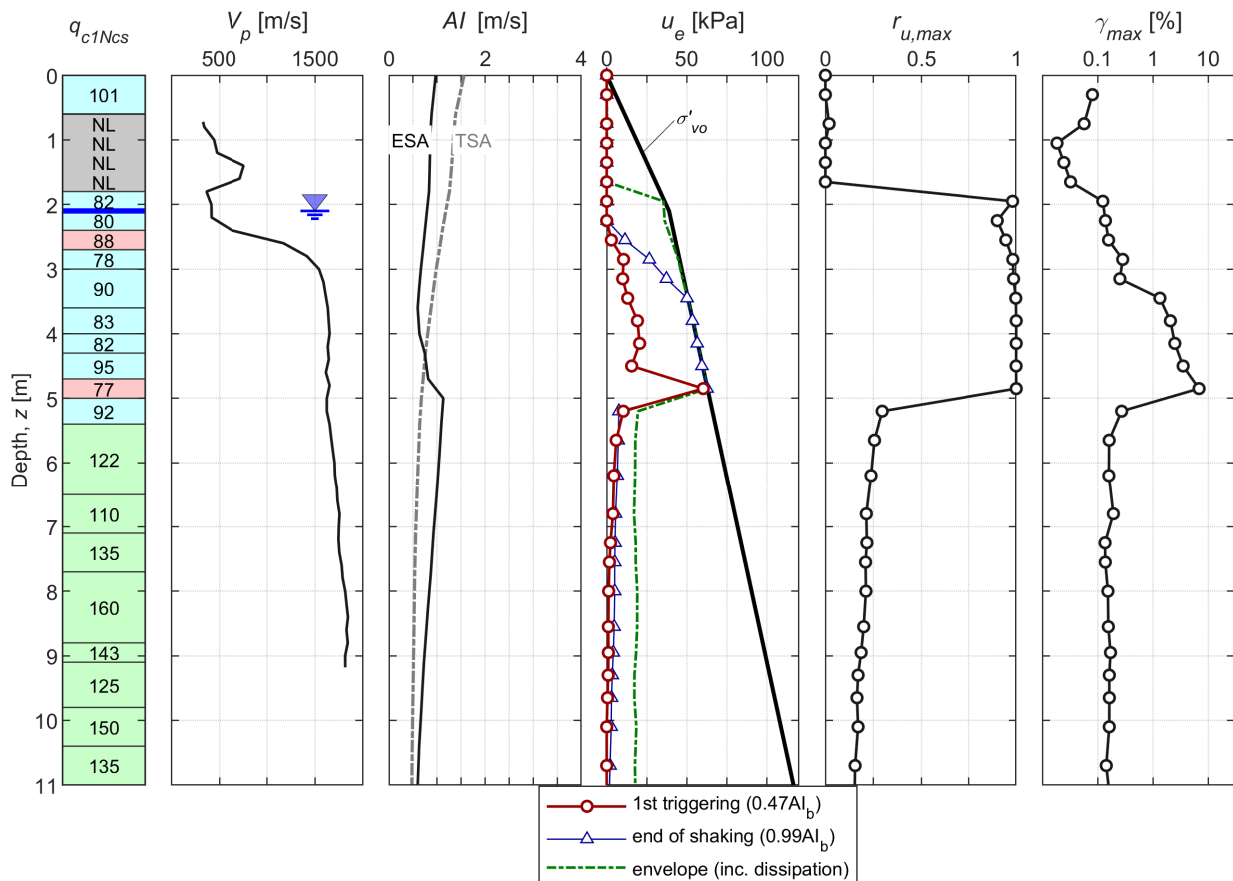 q_c1Ncs
V_p [m/s]
AI [m/s]
u_e [kPa]
r_u,max
γ_max [%]
500 1500
0 2 4
0 50 100
0 0.5 1
0.1 1 10
Depth, z [m]
0
1
2
3
4
5
6
7
8
9
10
11
101
NL
NL
NL
NL
82
80
88
78
90
83
82
95
77
92
122
110
135
160
143
125
150
135
ESA
TSA
σ'_vo
1st triggering (0.47AI_b)
end of shaking (0.99AI_b)
envelope (inc. dissipation)